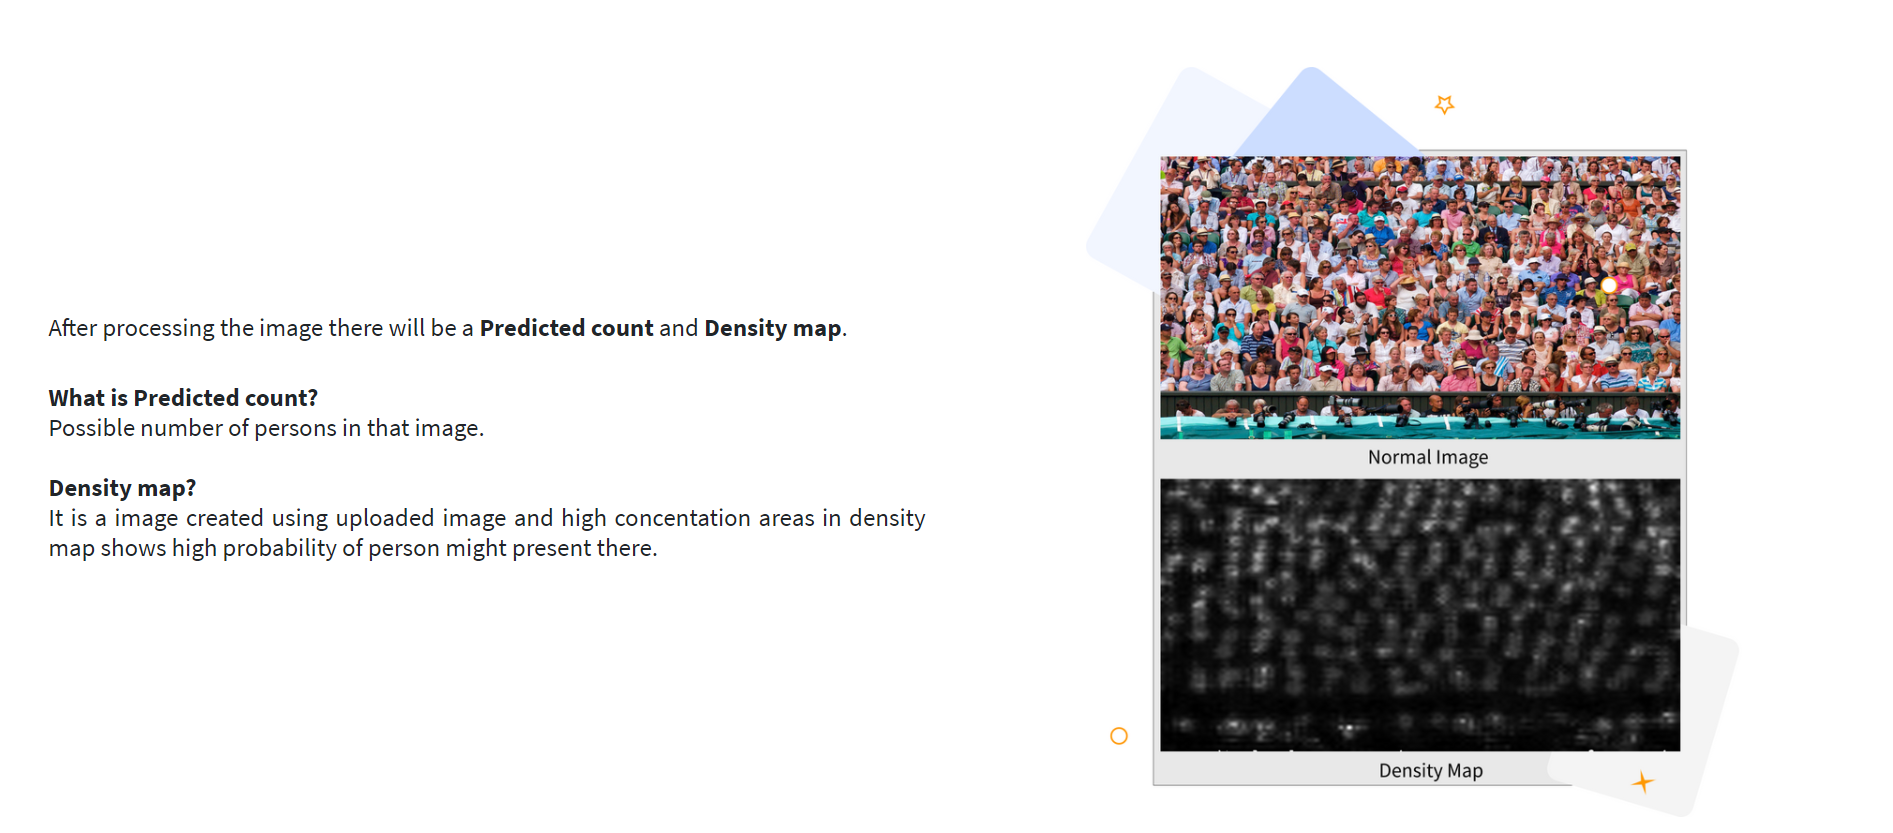 After processing the image there will be a Predicted count and Density map.
What is Predicted count?
Possible number of persons in that image.
Density map?
It is a image created using uploaded image and high concentation areas in density
map shows high probability of person might present there.
Normal Image
Density Map